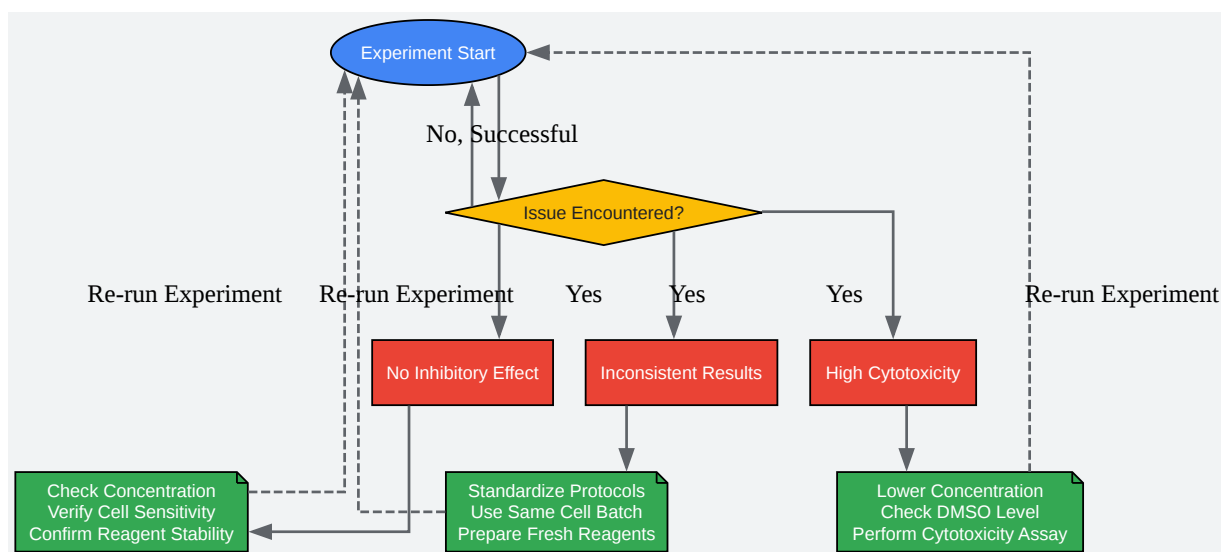 Experiment Start
No, Successful
Issue Encountered?
Re-run Experiment
Re-run Experiment
Yes
Yes
Yes
Re-run Experiment
No Inhibitory Effect
Inconsistent Results
High Cytotoxicity
Check Concentration
Verify Cell Sensitivity
Confirm Reagent Stability
Standardize Protocols
Use Same Cell Batch
Prepare Fresh Reagents
Lower Concentration
Check DMSO Level
Perform Cytotoxicity Assay